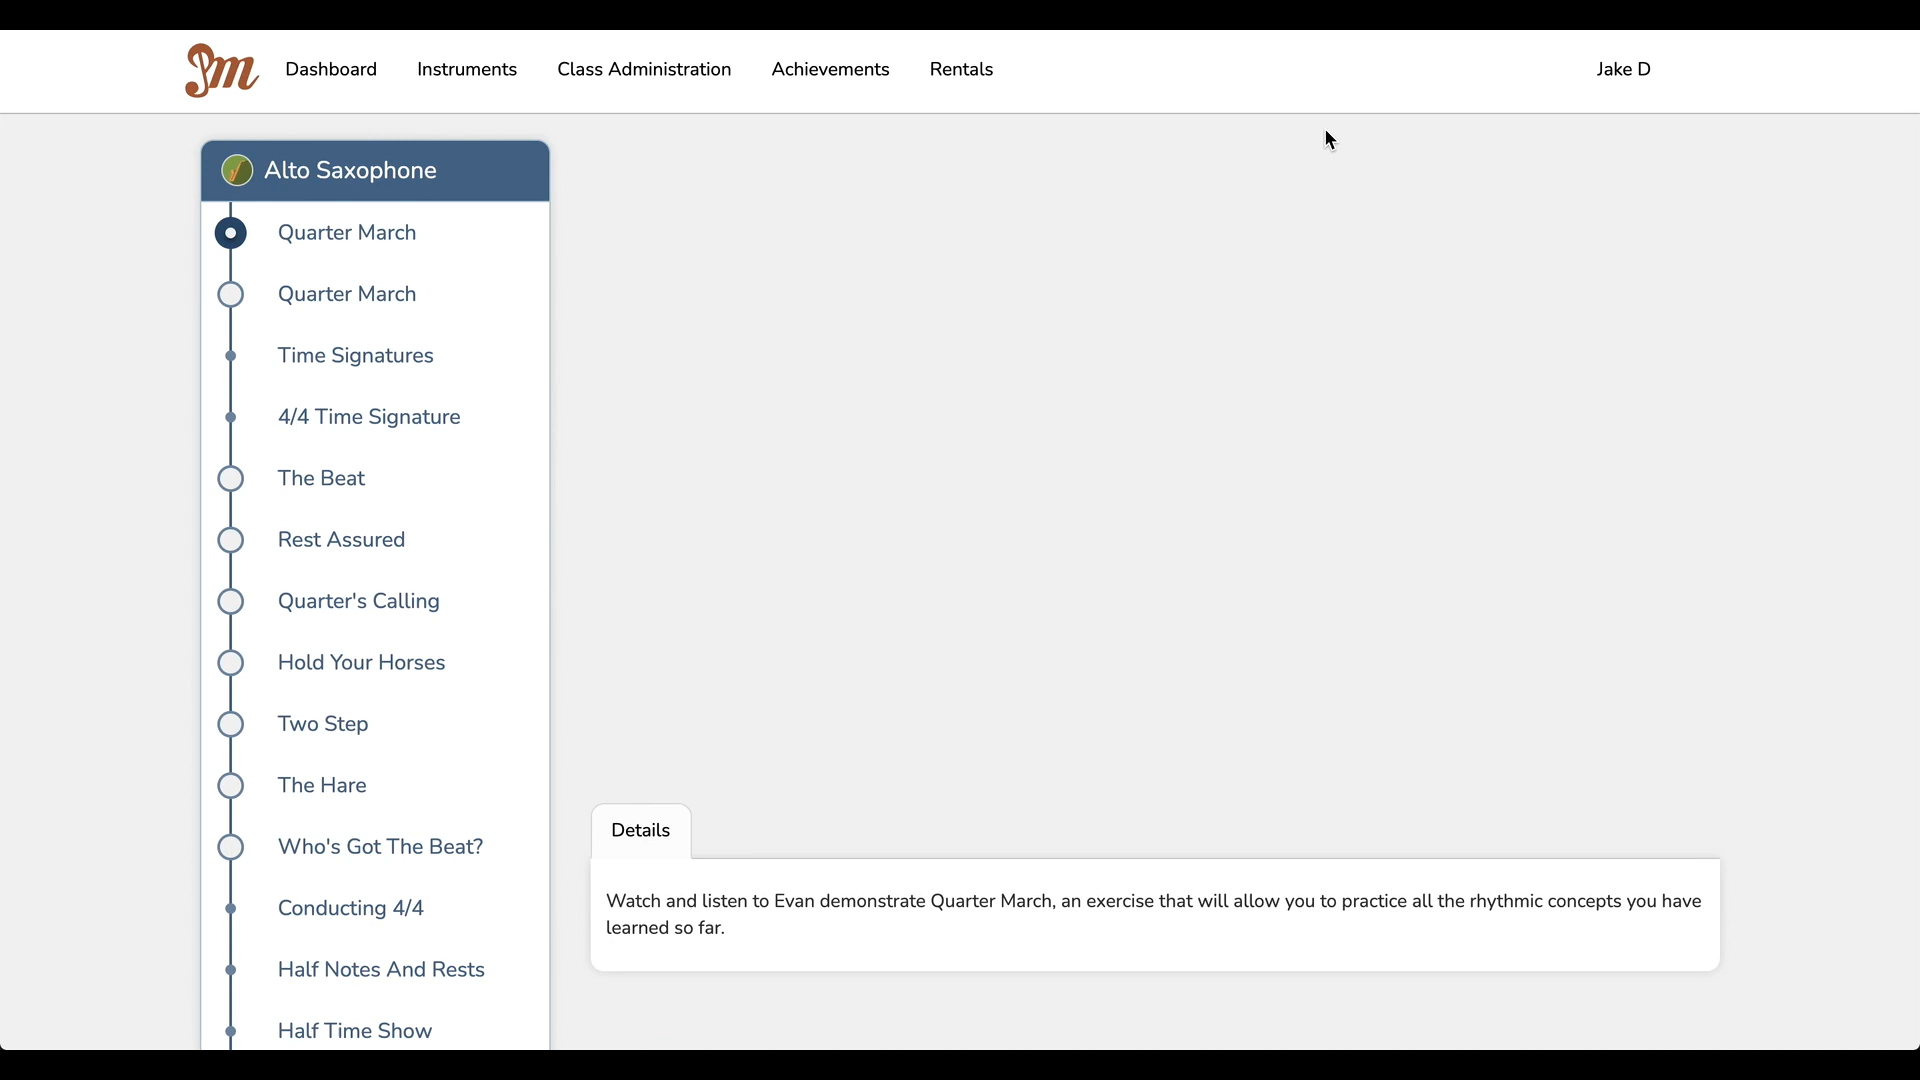 Sm
Dashboard
Instruments
Class Administration
Achievements
Rentals
Jake D
Alto Saxophone
Quarter March
Quarter March
Time Signatures
4/4 Time Signature
The Beat
Rest Assured
Quarter's Calling
Hold Your Horses
Two Step
The Hare
Who's Got The Beat?
Conducting 4/4
Half Notes And Rests
Half Time Show
Details
Watch and listen to Evan demonstrate Quarter March, an exercise that will allow you to practice all the rhythmic concepts you have
learned so far.